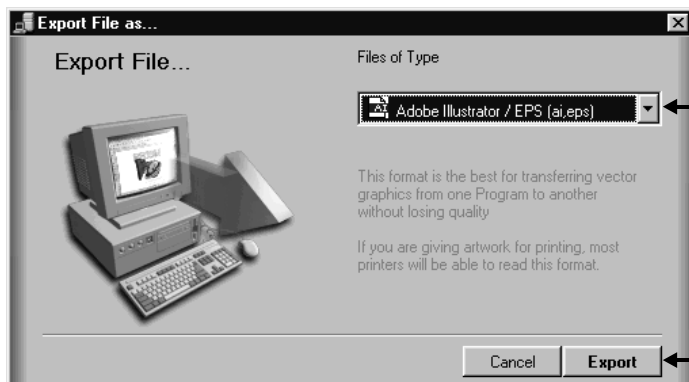 Export File as...
Export File...
Files of Type
AI Adobe Illustrator / EPS (ai,eps)
This format is the best for transferring vector
graphics from one Program to another
without losing quality
If you are giving artwork for printing, most
printers will be able to read this format.
Cancel
Export